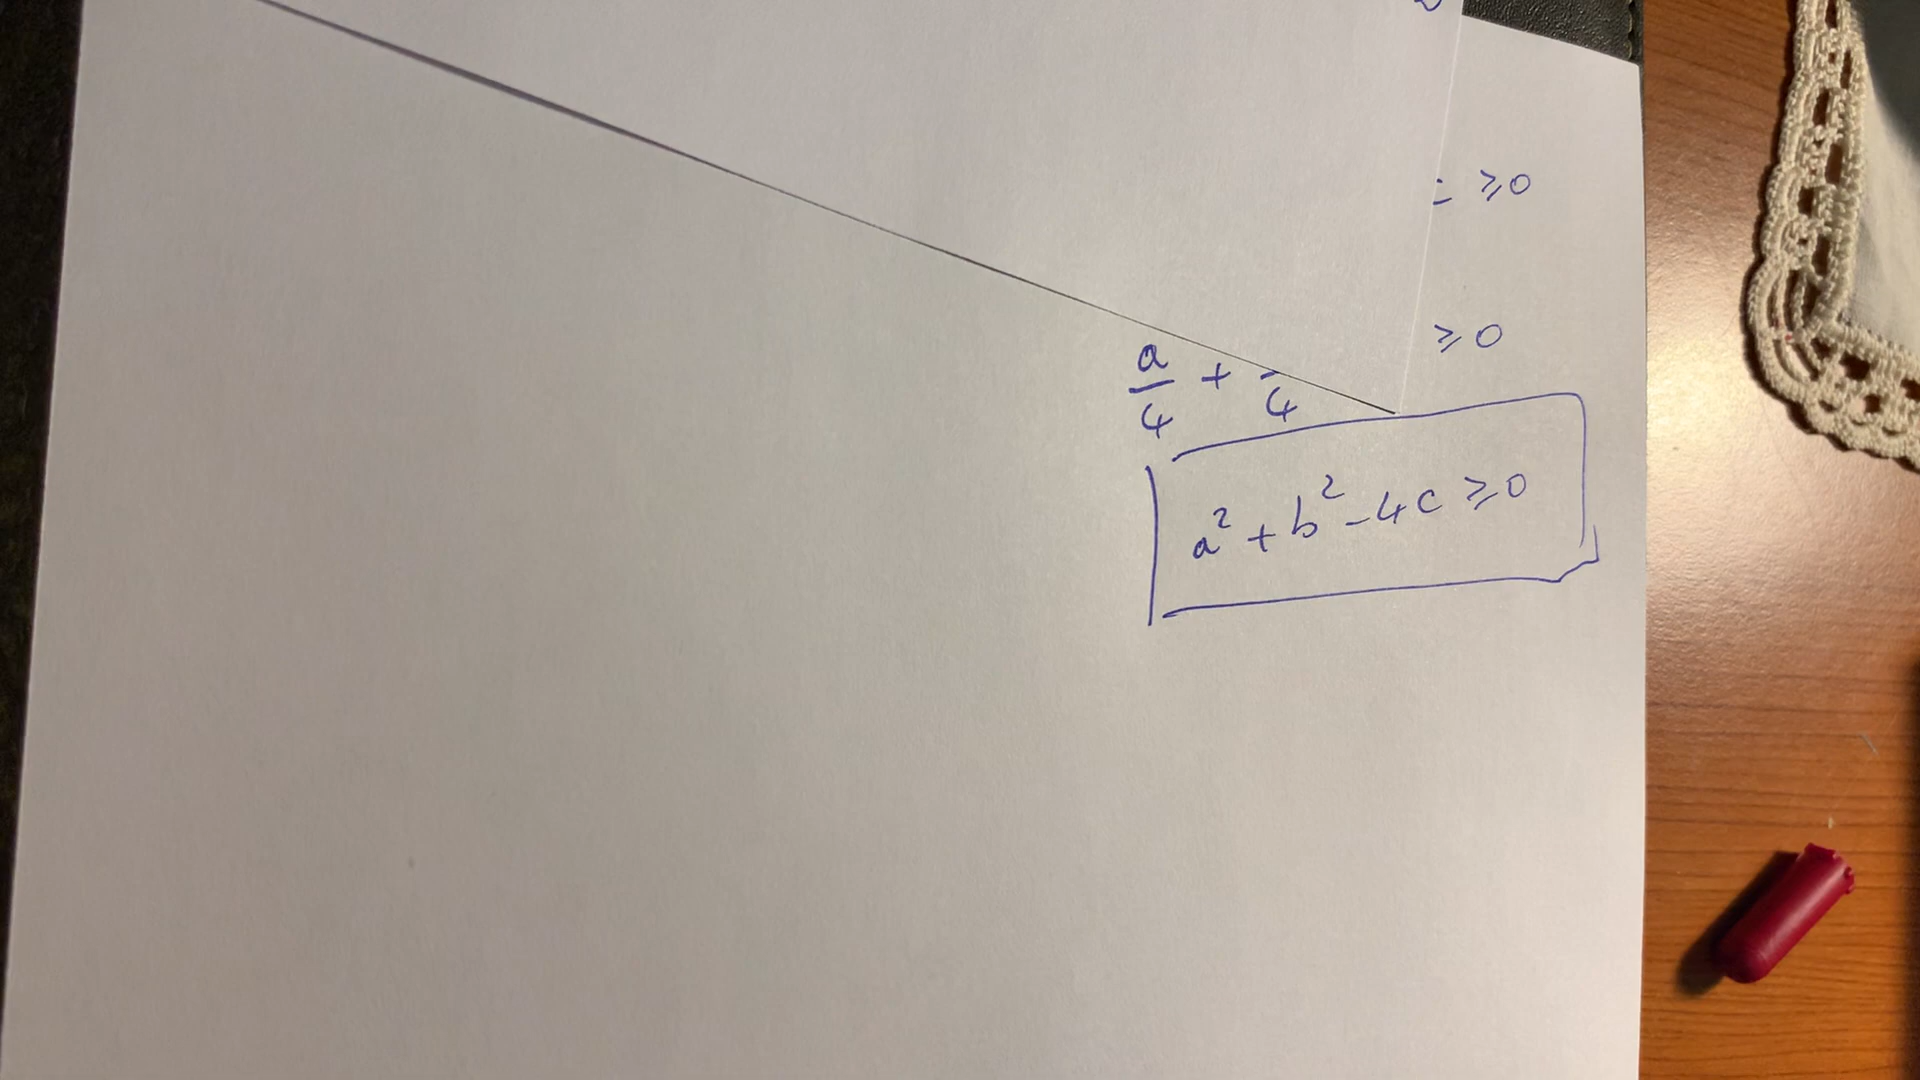 ⩾0
⩾0
a/4 + /4
a² + b² - 4c ⩾0